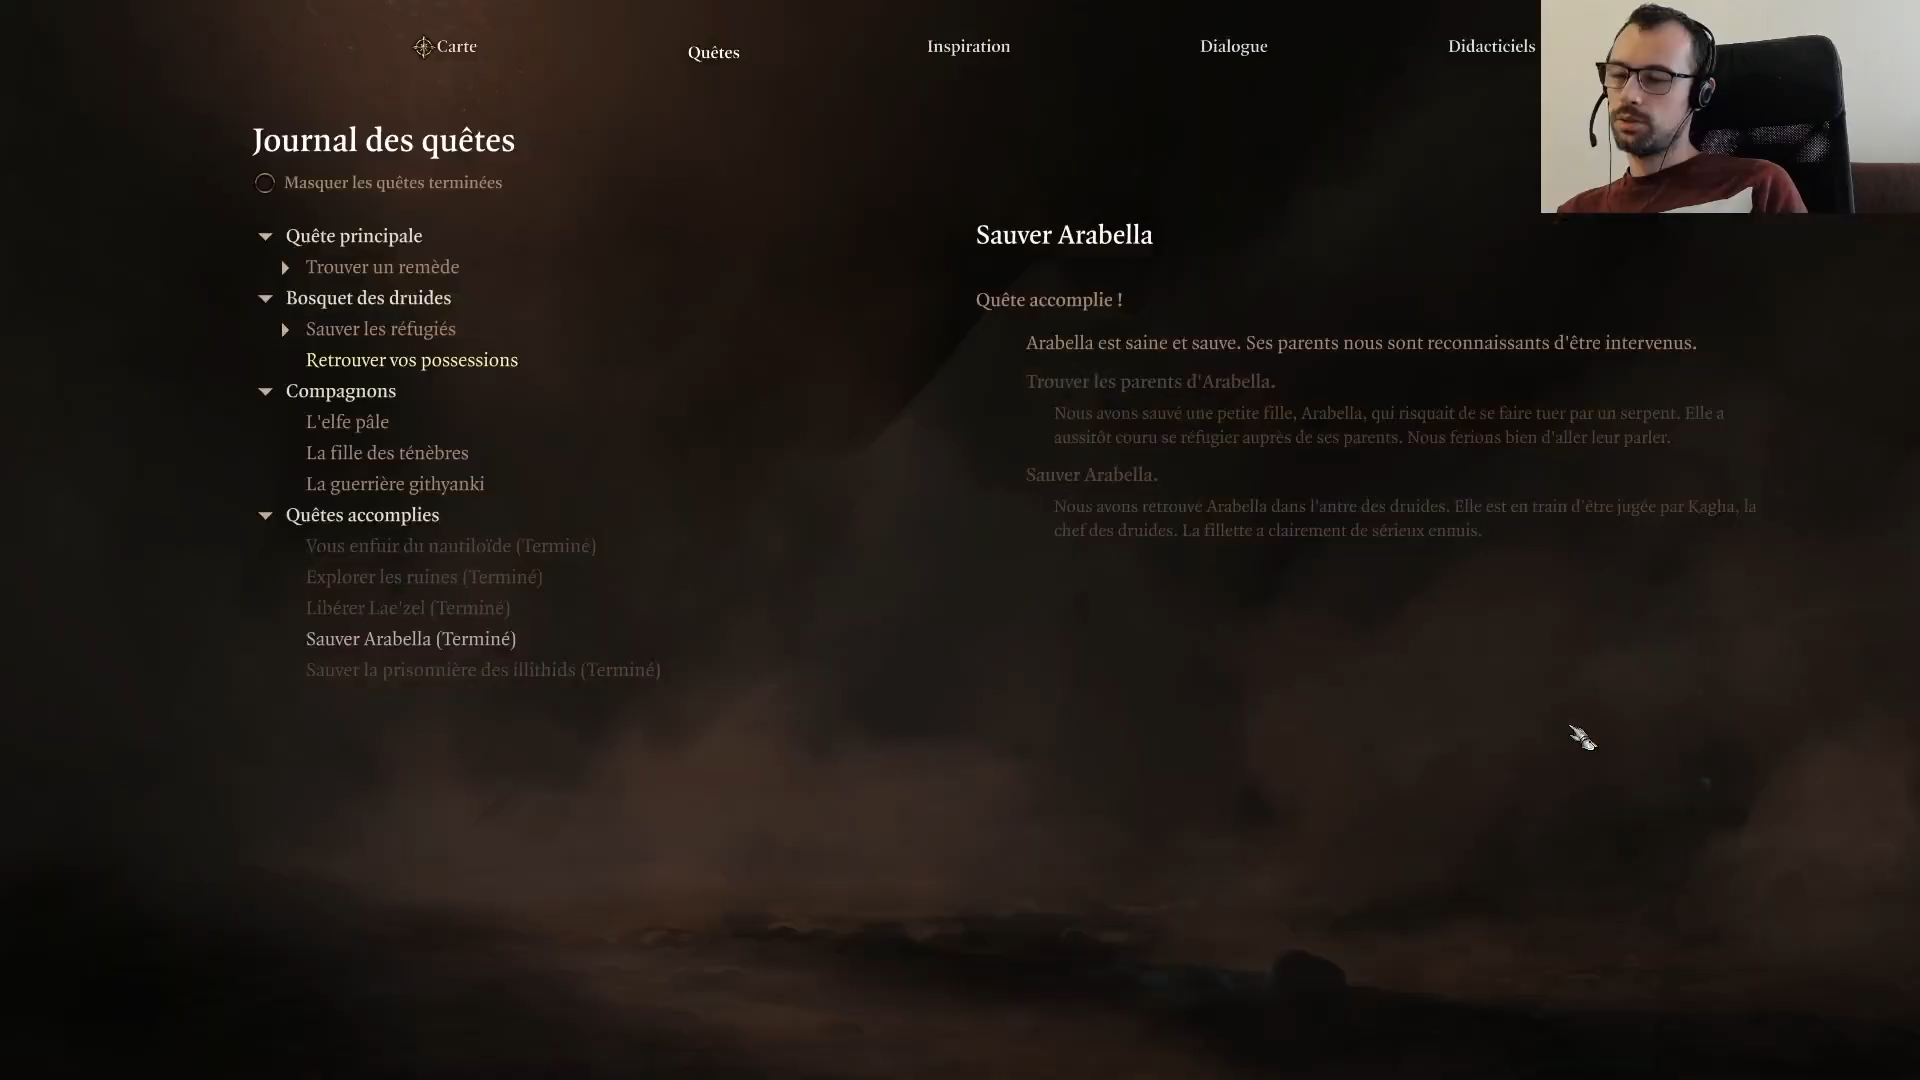 Carte
Quêtes
Inspiration
Dialogue
Didacticiels
Journal des quêtes
Masquer les quêtes terminées
Quête principale
Trouver un remède
Bosquet des druides
Sauver les réfugiés
Retrouver vos possessions
Compagnons
L'elfe pâle
La fille des ténèbres
La guerrière githyanki
Quêtes accomplies
Vous enfuir du nautiloïde (Terminé)
Explorer les ruines (Terminé)
Libérer Lae'zel (Terminé)
Sauver Arabella (Terminé)
Sauver la prisonnière des illithids (Terminé)
Sauver Arabella
Quête accomplie !
Arabella est saine et sauve. Ses parents nous sont reconnaissants d'être intervenus.
Trouver les parents d'Arabella.
Nous avons sauvé une petite fille, Arabella, qui risquait de se faire tuer par un serpent. Elle a
aussitôt couru se réfugier auprès de ses parents. Nous ferions bien d'aller leur parler.
Sauver Arabella.
Nous avons retrouvé Arabella dans l'antre des druides. Elle est en train d'être jugée par Kagha, la
chef des druides. La fillette a clairement de sérieux ennuis.